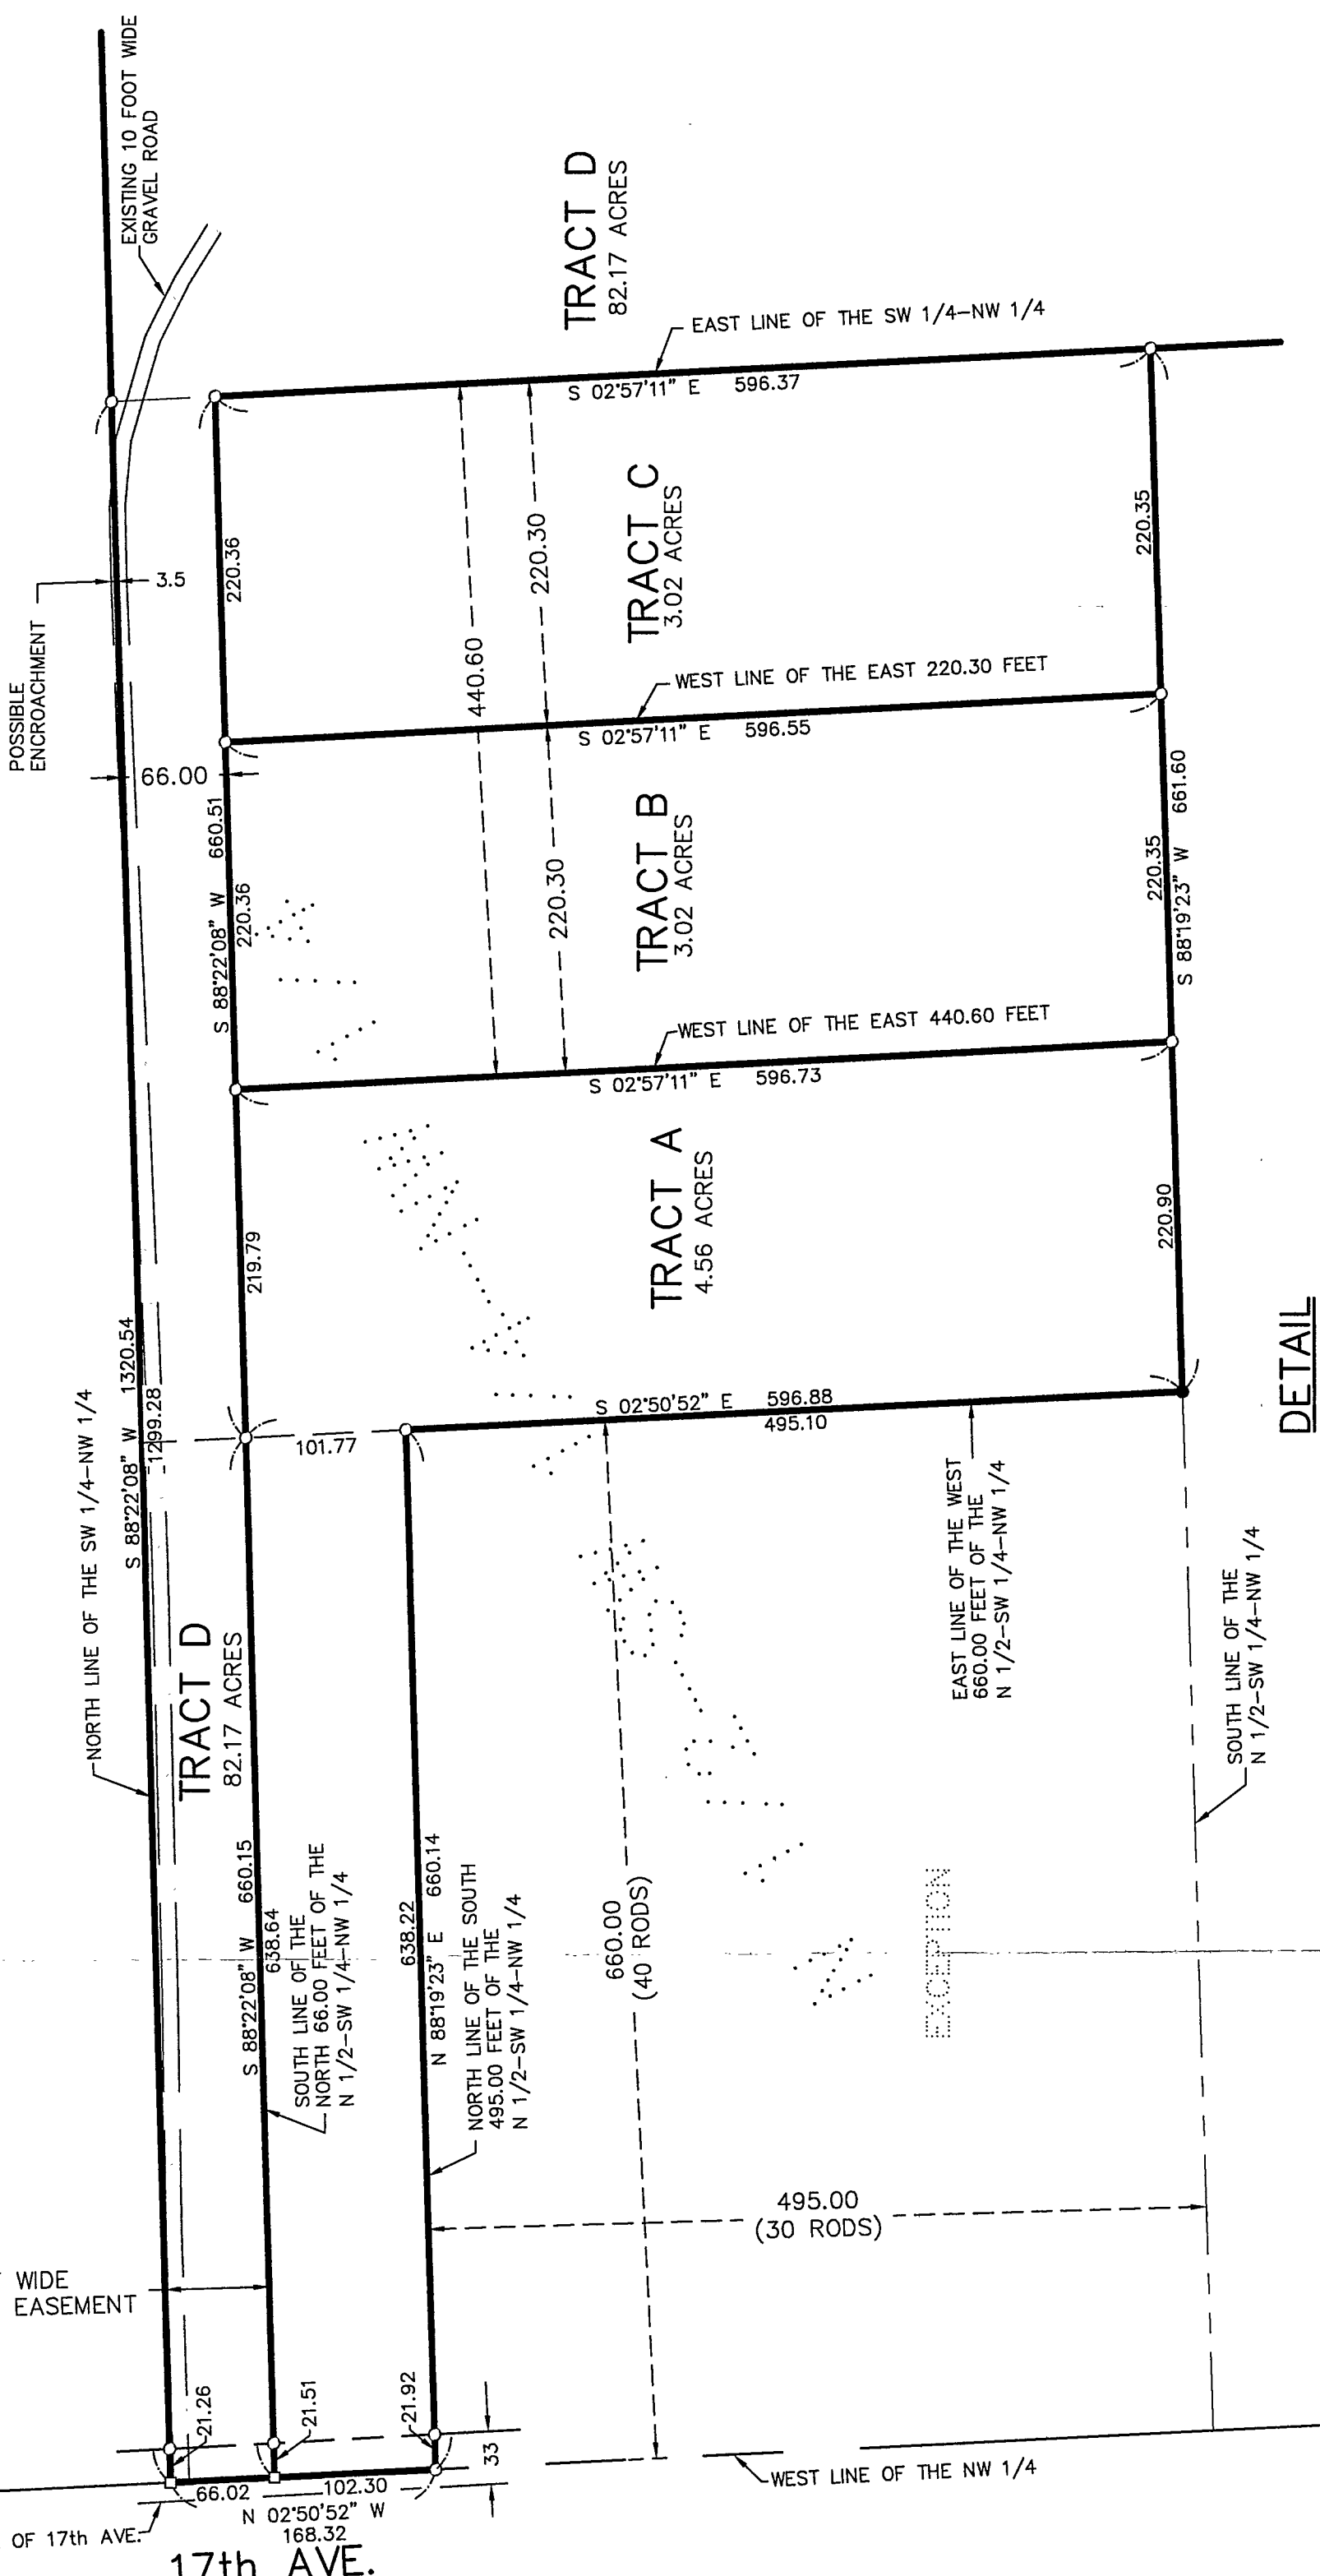 EXISTING 10 FOOT WIDE
GRAVEL ROAD
TRACT D
82.17 ACRES
EAST LINE OF THE SW 1/4-NW 1/4
S 02°57'11" E 596.37
POSSIBLE
ENCROACHMENT
3.5
220.36
440.60
220.30
TRACT C
3.02 ACRES
220.35
WEST LINE OF THE EAST 220.30 FEET
S 02°57'11" E 596.55
66.00
S 88°22'08" W 660.51
220.36
220.30
TRACT B
3.02 ACRES
220.35
S 88°19'23" W 661.60
WEST LINE OF THE EAST 440.60 FEET
S 02°57'11" E 596.73
219.79
TRACT A
4.56 ACRES
220.90
DETAIL
NORTH LINE OF THE SW 1/4-NW 1/4
S 88°22'08" W 1320.54
1299.28
101.77
S 02°50'52" E 596.88
495.10
EAST LINE OF THE WEST
660.00 FEET OF THE
N 1/2-SW 1/4-NW 1/4
SOUTH LINE OF THE
N 1/2-SW 1/4-NW 1/4
TRACT D
82.17 ACRES
S 88°22'08" W 660.15
638.64
SOUTH LINE OF THE
NORTH 66.00 FEET OF THE
N 1/2-SW 1/4-NW 1/4
638.22
N 88°19'23" E 660.14
NORTH LINE OF THE SOUTH
495.00 FEET OF THE
N 1/2-SW 1/4-NW 1/4
660.00
(40 RODS)
EXCEPTION
495.00
(30 RODS)
WIDE
EASEMENT
21.26
21.51
21.92
33
66.02
102.30
N 02°50'52" W
168.32
WEST LINE OF THE NW 1/4
OF 17th AVE.
17th AVE.